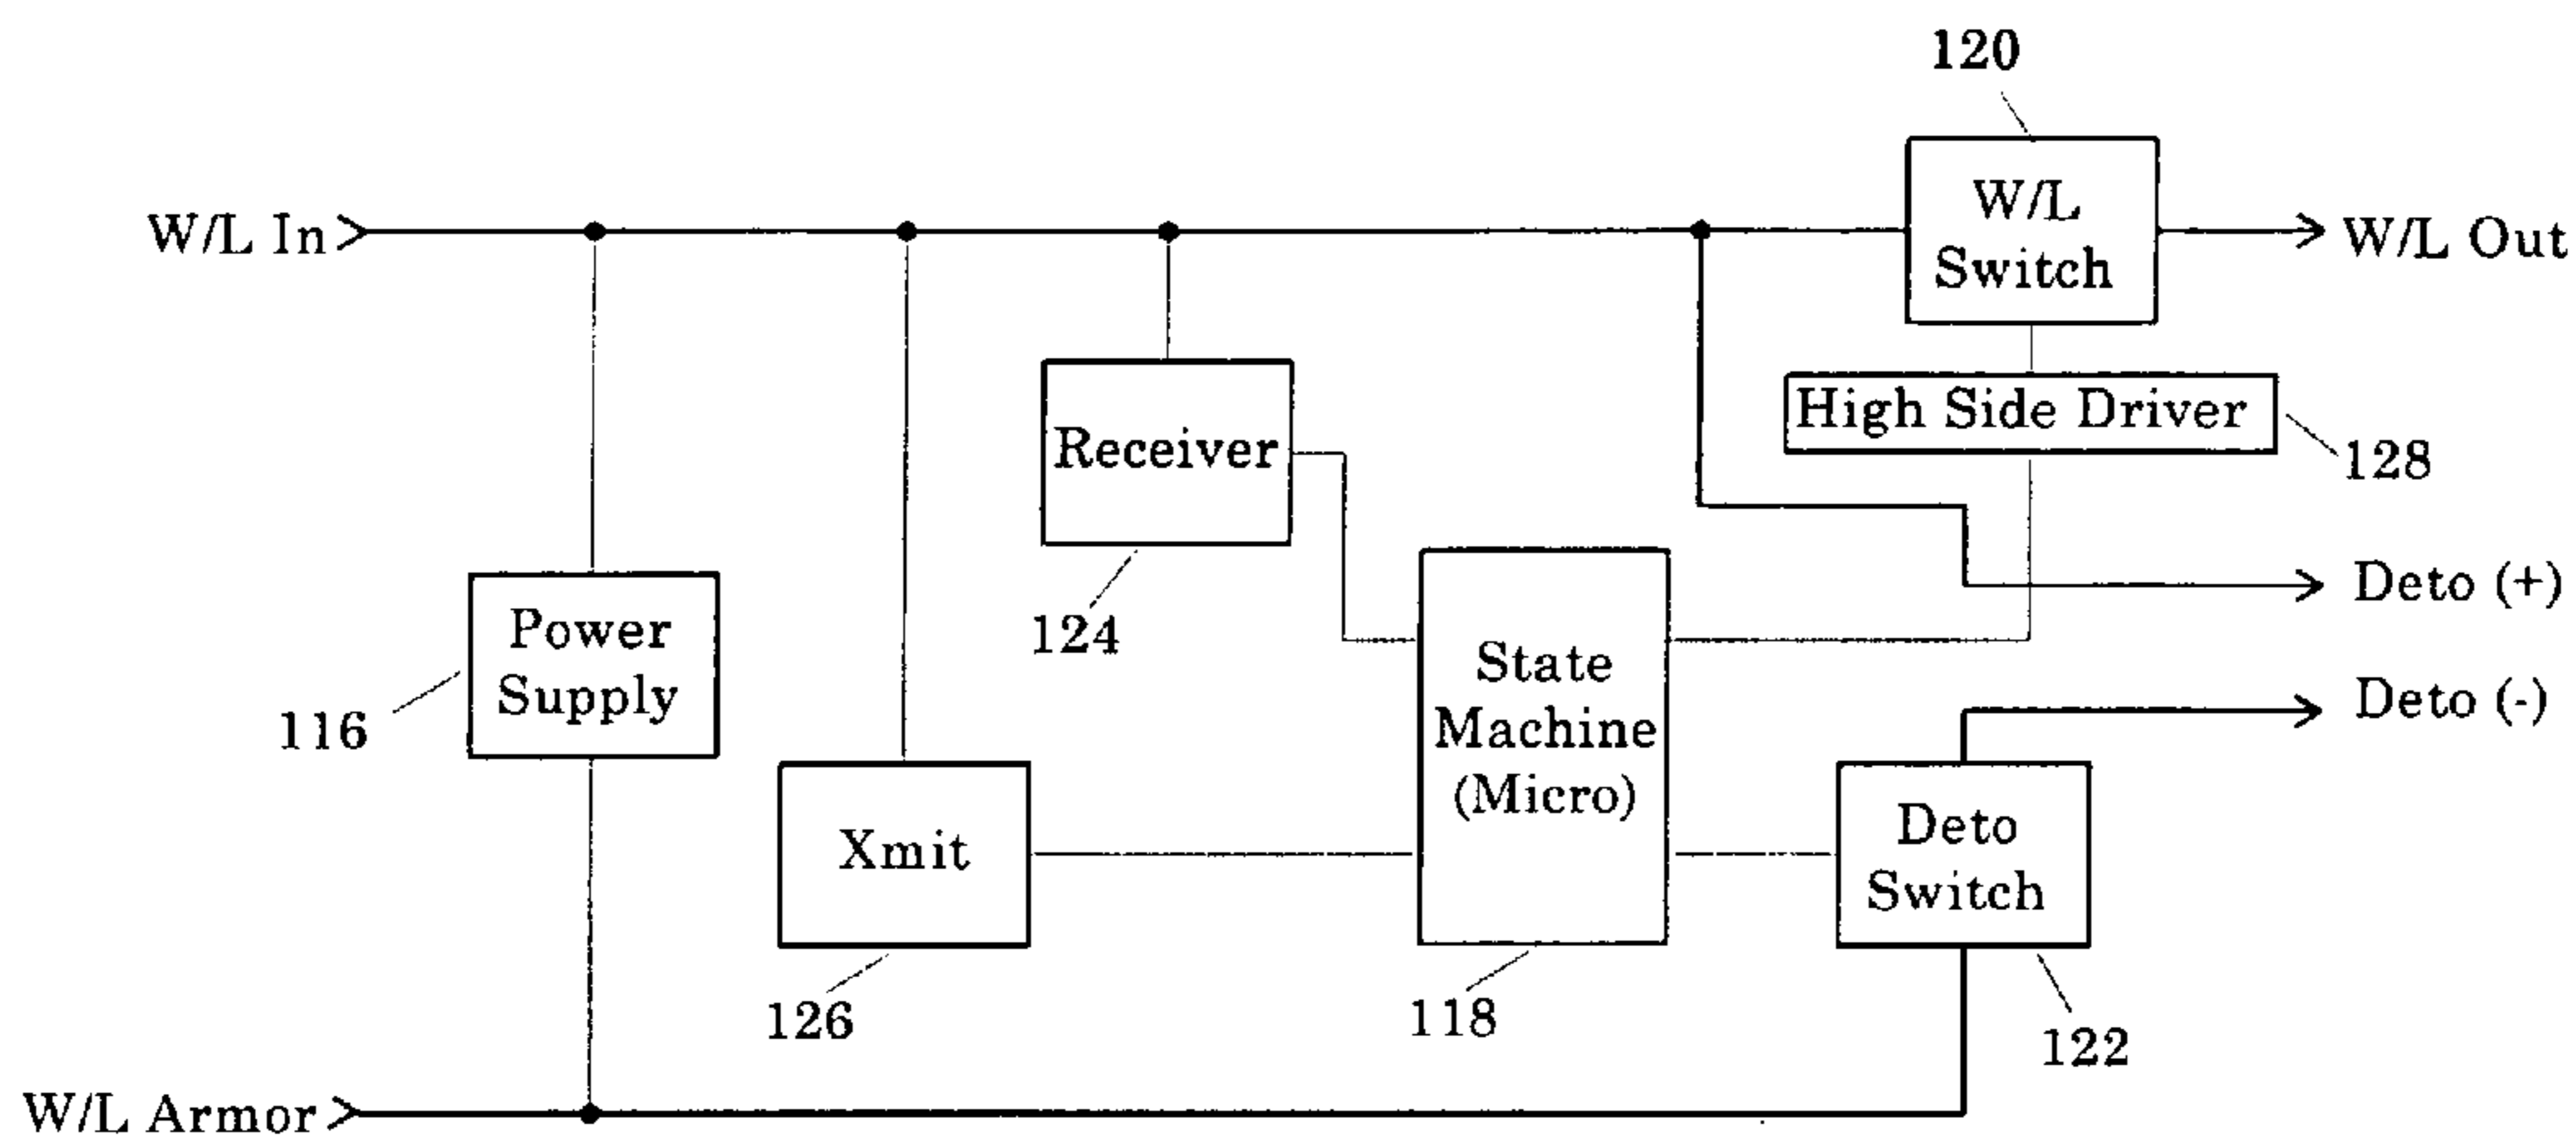 120
W/L
Switch
W/L In
W/L Out
High Side Driver
128
Receiver
124
Deto (+)
Power
Supply
116
State
Machine
(Micro)
118
Deto (-)
Xmit
126
Deto
Switch
122
W/L Armor